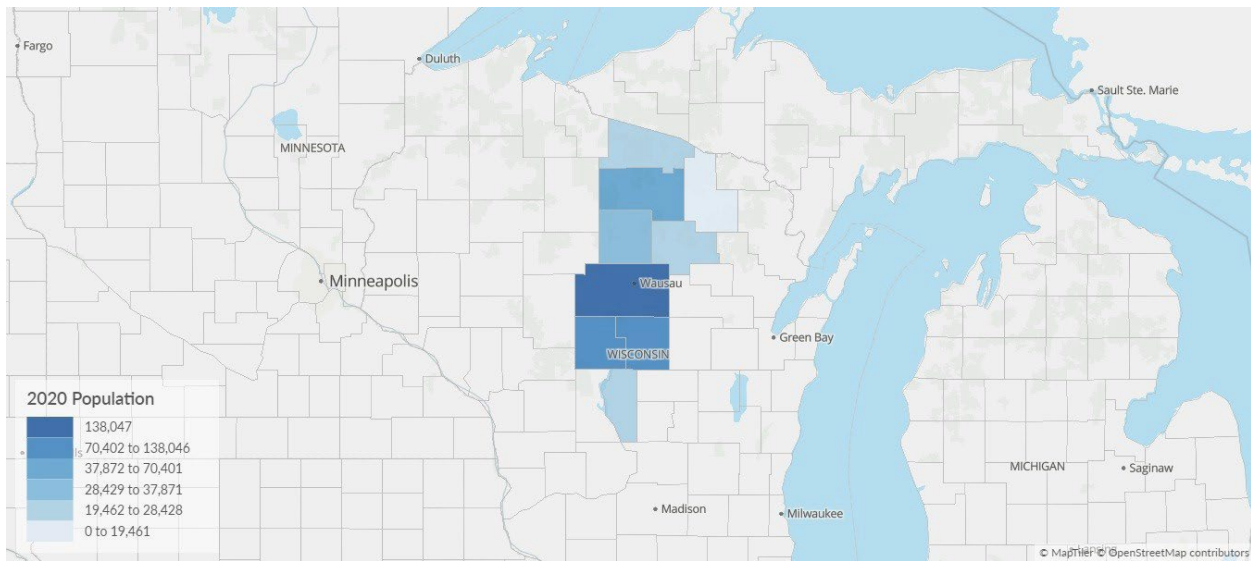 Fargo
Duluth
Sault Ste. Marie
MINNESOTA
Minneapolis
Wausau
Green Bay
WISCONSIN
2020 Population
138,047
70,402 to 138,046
37,872 to 70,401
28,429 to 37,871
19,462 to 28,428
0 to 19,461
MICHIGAN
Saginaw
Madison
Milwaukee
© MapTiler © OpenStreetMap contributors